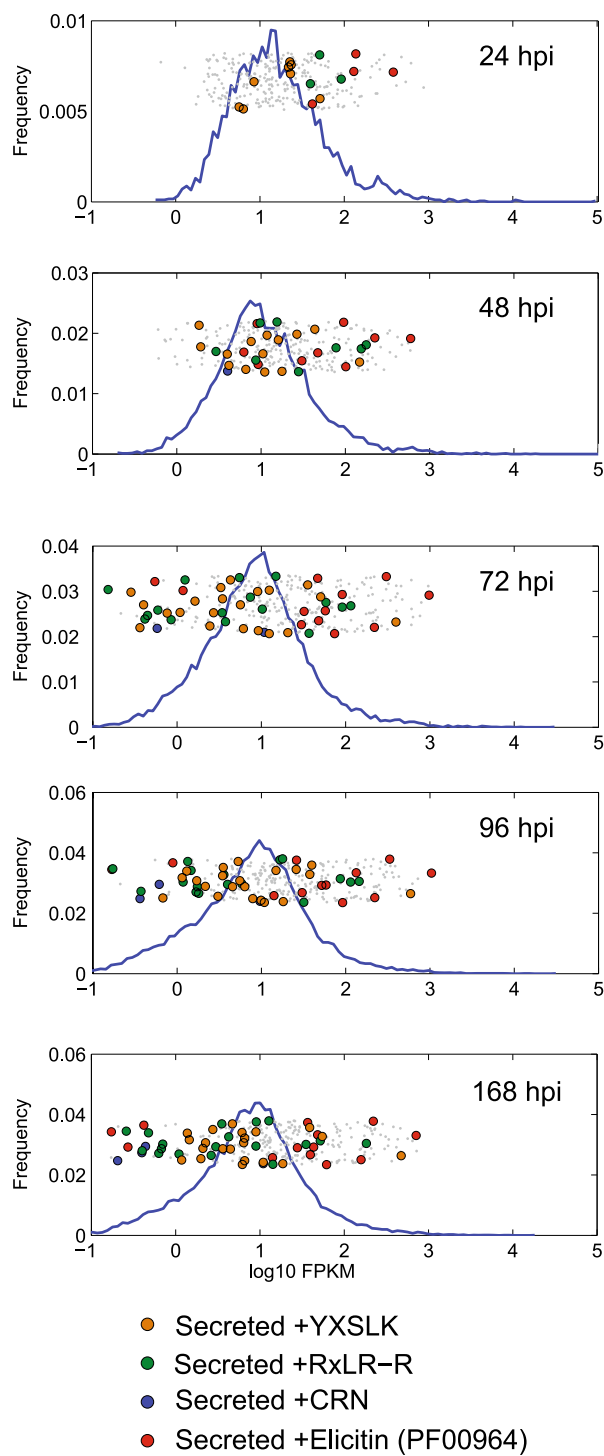 0.01
24 hpi
Frequency
0.005
0
−1 0 1 2 3 4 5
0.03
48 hpi
0.02
Frequency
0.01
0
−1 0 1 2 3 4 5
0.04
72 hpi
0.03
Frequency
0.02
0.01
0
−1 0 1 2 3 4 5
0.06
96 hpi
0.04
Frequency
0.02
0
−1 0 1 2 3 4 5
0.06
168 hpi
0.04
Frequency
0.02
0
−1 0 1 2 3 4 5
log10 FPKM
Secreted +YXSLK
Secreted +RxLR−R
Secreted +CRN
Secreted +Elicitin (PF00964)